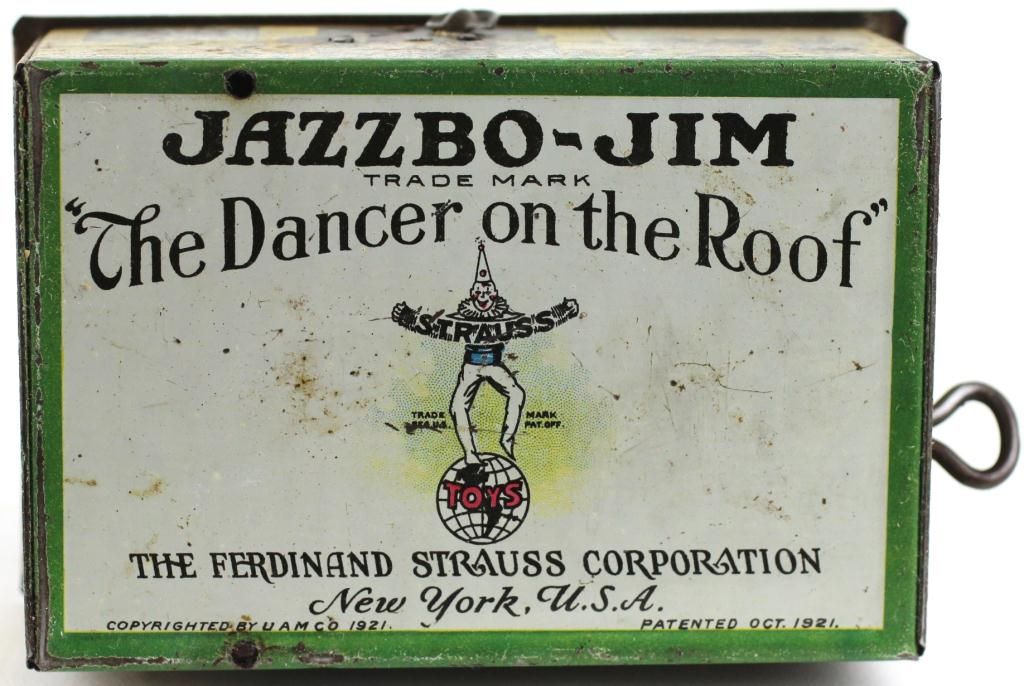 JAZZBO-JIM
TRADE MARK
"The Dancer on the Roof"
STRAUSS
TRADE MARK
REG. U.S. PAT. OFF.
TOYS
THE FERDINAND STRAUSS CORPORATION
New York, U.S.A.
COPYRIGHTED BY U A M CO 1921. PATENTED OCT. 1921.